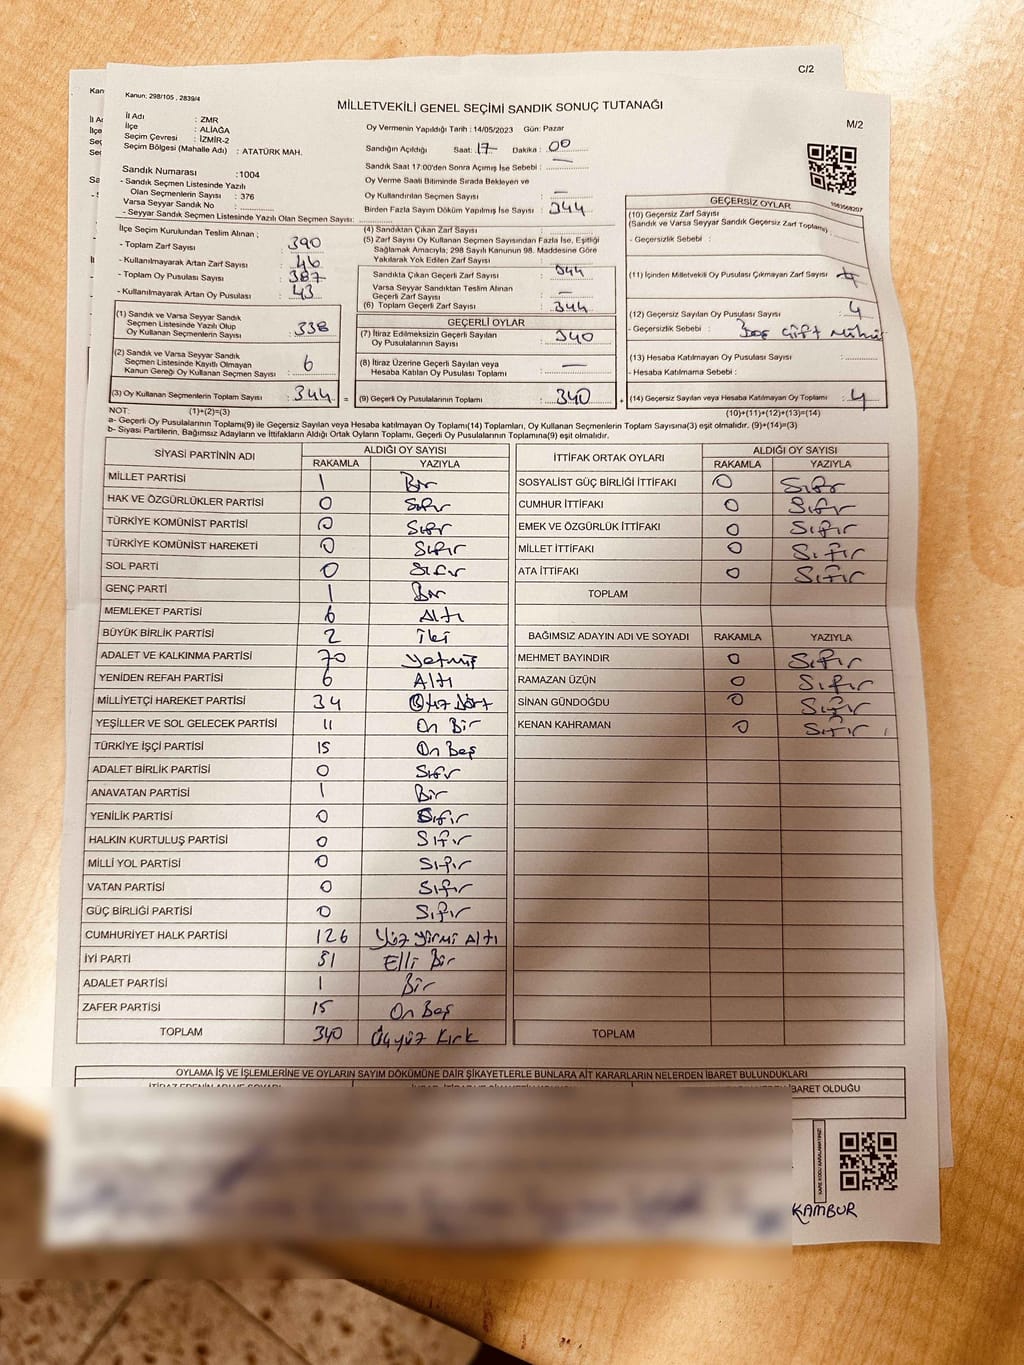 C/2
Kanun: 298/105 , 2839/4
MİLLETVEKİLİ GENEL SEÇİMİ SANDIK SONUÇ TUTANAĞI
M/2
İl Adı : ZMR
İlçe : ALİAĞA
Seçim Çevresi : İZMİR-2
Seçim Bölgesi (Mahalle Adı) : ATATÜRK MAH.
Oy Vermenin Yapıldığı Tarih : 14/05/2023 Gün: Pazar
Sandığın Açıldığı Saat: 17 Dakika : 00
Sandık Saat 17:00'den Sonra Açımış İse Sebebi : —
Oy Verme Saati Bitiminde Sırada Bekleyen ve
Oy Kullandırılan Seçmen Sayısı : —
Birden Fazla Sayım Döküm Yapılmış İse Sayısı : 344
Sandık Numarası :1004
- Sandık Seçmen Listesinde Yazılı
Olan Seçmenlerin Sayısı : 376
Varsa Seyyar Sandık No :
- Seyyar Sandık Seçmen Listesinde Yazılı Olan Seçmen Sayısı:
İlçe Seçim Kurulundan Teslim Alınan ;
- Toplam Zarf Sayısı : 390
- Kullanılmayarak Artan Zarf Sayısı : 46
- Toplam Oy Pusulası Sayısı : 387
- Kullanılmayarak Artan Oy Pusulası : 43
(1) Sandık ve Varsa Seyyar Sandık
Seçmen Listesinde Yazılı Olup
Oy Kullanan Seçmenlerin Sayısı : 338
(2) Sandık ve Varsa Seyyar Sandık
Seçmen Listesinde Kayıtlı Olmayan
Kanun Gereği Oy Kullanan Seçmen Sayısı : 6
(3) Oy Kullanan Seçmenlerin Toplam Sayısı : 344 =
(4) Sandıktan Çıkan Zarf Sayısı :
(5) Zarf Sayısı Oy Kullanan Seçmen Sayısından Fazla İse, Eşitliği
Sağlamak Amacıyla; 298 Sayılı Kanunun 98. Maddesine Göre
Yakılarak Yok Edilen Zarf Sayısı :
Sandıkta Çıkan Geçerli Zarf Sayısı : 344
Varsa Seyyar Sandıktan Teslim Alınan
Geçerli Zarf Sayısı : —
(6) Toplam Geçerli Zarf Sayısı : 344
GEÇERLİ OYLAR
(7) İtiraz Edilmeksizin Geçerli Sayılan
Oy Pusulalarının Sayısı : 340
(8) İtiraz Üzerine Geçerli Sayılan veya
Hesaba Katılan Oy Pusulası Toplamı : —
(9) Geçerli Oy Pusulalarının Toplamı : 340 +
GEÇERSİZ OYLAR
(10) Geçersiz Zarf Sayısı
(Sandık ve Varsa Seyyar Sandık Geçersiz Zarf Toplamı)
- Geçersizlik Sebebi :
(11) İçinden Milletvekili Oy Pusulası Çıkmayan Zarf Sayısı
(12) Geçersiz Sayılan Oy Pusulası Sayısı : 4
- Geçersizlik Sebebi : Boş Çift Mühür
(13) Hesaba Katılmayan Oy Pusulası Sayısı :
- Hesaba Katılmama Sebebi :
(14) Geçersiz Sayılan veya Hesaba Katılmayan Oy Toplamı : 4
NOT: (1)+(2)=(3) (10)+(11)+(12)+(13)=(14)
a- Geçerli Oy Pusulalarının Toplamı(9) ile Geçersiz Sayılan veya Hesaba katılmayan Oy Toplamı(14) Toplamları, Oy Kullanan Seçmenlerin Toplam Sayısına(3) eşit olmalıdır. (9)+(14)=(3)
b- Siyasi Partilerin, Bağımsız Adayların ve İttifakların Aldığı Ortak Oyların Toplamı, Geçerli Oy Pusulalarının Toplamına(9) eşit olmalıdır.
SİYASİ PARTİNİN ADI ALDIĞI OY SAYISI
RAKAMLA YAZIYLA
MİLLET PARTİSİ 1 Bir
HAK VE ÖZGÜRLÜKLER PARTİSİ 0 Sıfır
TÜRKİYE KOMÜNİST PARTİSİ 0 Sıfır
TÜRKİYE KOMÜNİST HAREKETİ 0 Sıfır
SOL PARTİ 0 Sıfır
GENÇ PARTİ 1 Bir
MEMLEKET PARTİSİ 6 Altı
BÜYÜK BİRLİK PARTİSİ 2 İki
ADALET VE KALKINMA PARTİSİ 70 Yetmiş
YENİDEN REFAH PARTİSİ 6 Altı
MİLLİYETÇİ HAREKET PARTİSİ 34 Otuz Dört
YEŞİLLER VE SOL GELECEK PARTİSİ 11 On Bir
TÜRKİYE İŞÇİ PARTİSİ 15 On Beş
ADALET BİRLİK PARTİSİ 0 Sıfır
ANAVATAN PARTİSİ 1 Bir
YENİLİK PARTİSİ 0 Sıfır
HALKIN KURTULUŞ PARTİSİ 0 Sıfır
MİLLİ YOL PARTİSİ 0 Sıfır
VATAN PARTİSİ 0 Sıfır
GÜÇ BİRLİĞİ PARTİSİ 0 Sıfır
CUMHURİYET HALK PARTİSİ 126 Yüz Yirmi Altı
İYİ PARTİ 51 Elli Bir
ADALET PARTİSİ 1 Bir
ZAFER PARTİSİ 15 On Beş
TOPLAM 340 Üçyüz Kırk
İTTİFAK ORTAK OYLARI ALDIĞI OY SAYISI
RAKAMLA YAZIYLA
SOSYALİST GÜÇ BİRLİĞİ İTTİFAKI 0 Sıfır
CUMHUR İTTİFAKI 0 Sıfır
EMEK VE ÖZGÜRLÜK İTTİFAKI 0 Sıfır
MİLLET İTTİFAKI 0 Sıfır
ATA İTTİFAKI 0 Sıfır
TOPLAM
BAĞIMSIZ ADAYIN ADI VE SOYADI RAKAMLA YAZIYLA
MEHMET BAYINDIR 0 Sıfır
RAMAZAN ÜZÜN 0 Sıfır
SİNAN GÜNDOĞDU 0 Sıfır
KENAN KAHRAMAN 0 Sıfır
TOPLAM
OYLAMA İŞ VE İŞLEMLERİNE VE OYLARIN SAYIM DÖKÜMÜNE DAİR ŞİKAYETLERLE BUNLARA AİT KARARLARIN NELERDEN İBARET BULUNDUKLARI
İBARET OLDUĞU
KAMBUR